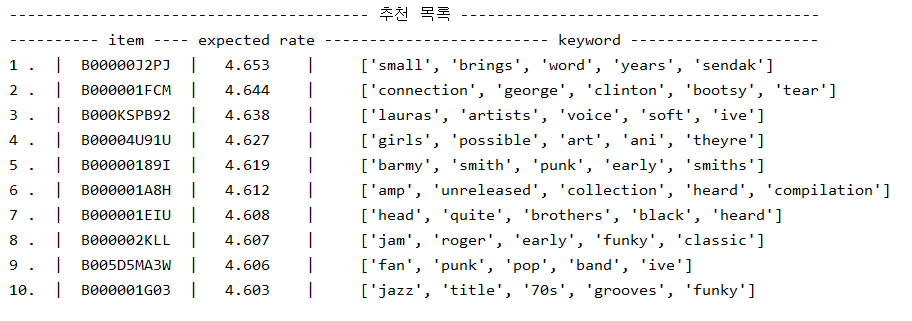 --------------------------------------- 추천 목록 ---------------------------------------
---------- item ---- expected rate ------------------------- keyword ---------------------
1 . | B00000J2PJ | 4.653 | ['small', 'brings', 'word', 'years', 'sendak']
2 . | B000001FCM | 4.644 | ['connection', 'george', 'clinton', 'bootsy', 'tear']
3 . | B000KSPB92 | 4.638 | ['lauras', 'artists', 'voice', 'soft', 'ive']
4 . | B00004U91U | 4.627 | ['girls', 'possible', 'art', 'ani', 'theyre']
5 . | B00000189I | 4.619 | ['barmy', 'smith', 'punk', 'early', 'smiths']
6 . | B000001A8H | 4.612 | ['amp', 'unreleased', 'collection', 'heard', 'compilation']
7 . | B000001EIU | 4.608 | ['head', 'quite', 'brothers', 'black', 'heard']
8 . | B000002KLL | 4.607 | ['jam', 'roger', 'early', 'funky', 'classic']
9 . | B005D5MA3W | 4.606 | ['fan', 'punk', 'pop', 'band', 'ive']
10. | B000001G03 | 4.603 | ['jazz', 'title', '70s', 'grooves', 'funky']